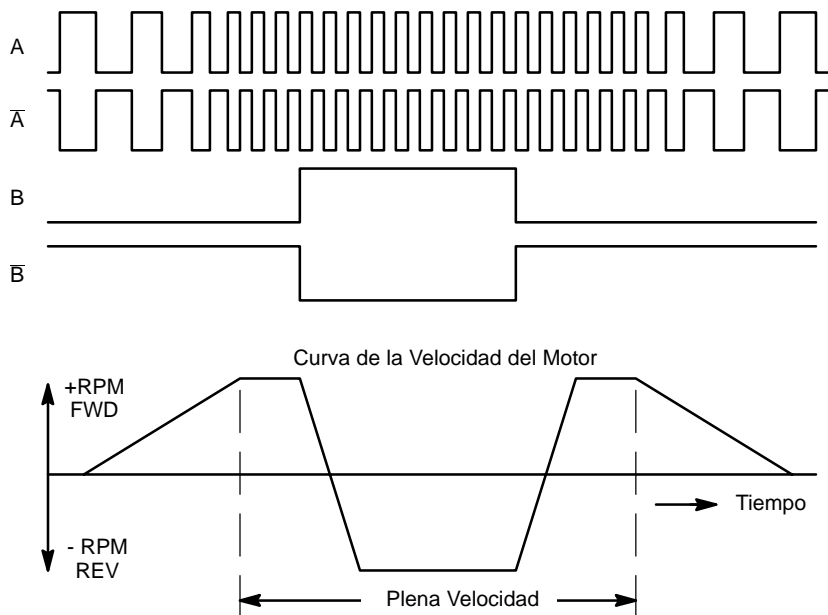 A
A̅
B
B̅
Curva de la Velocidad del Motor
+RPM
FWD
Tiempo
- RPM
REV
Plena Velocidad